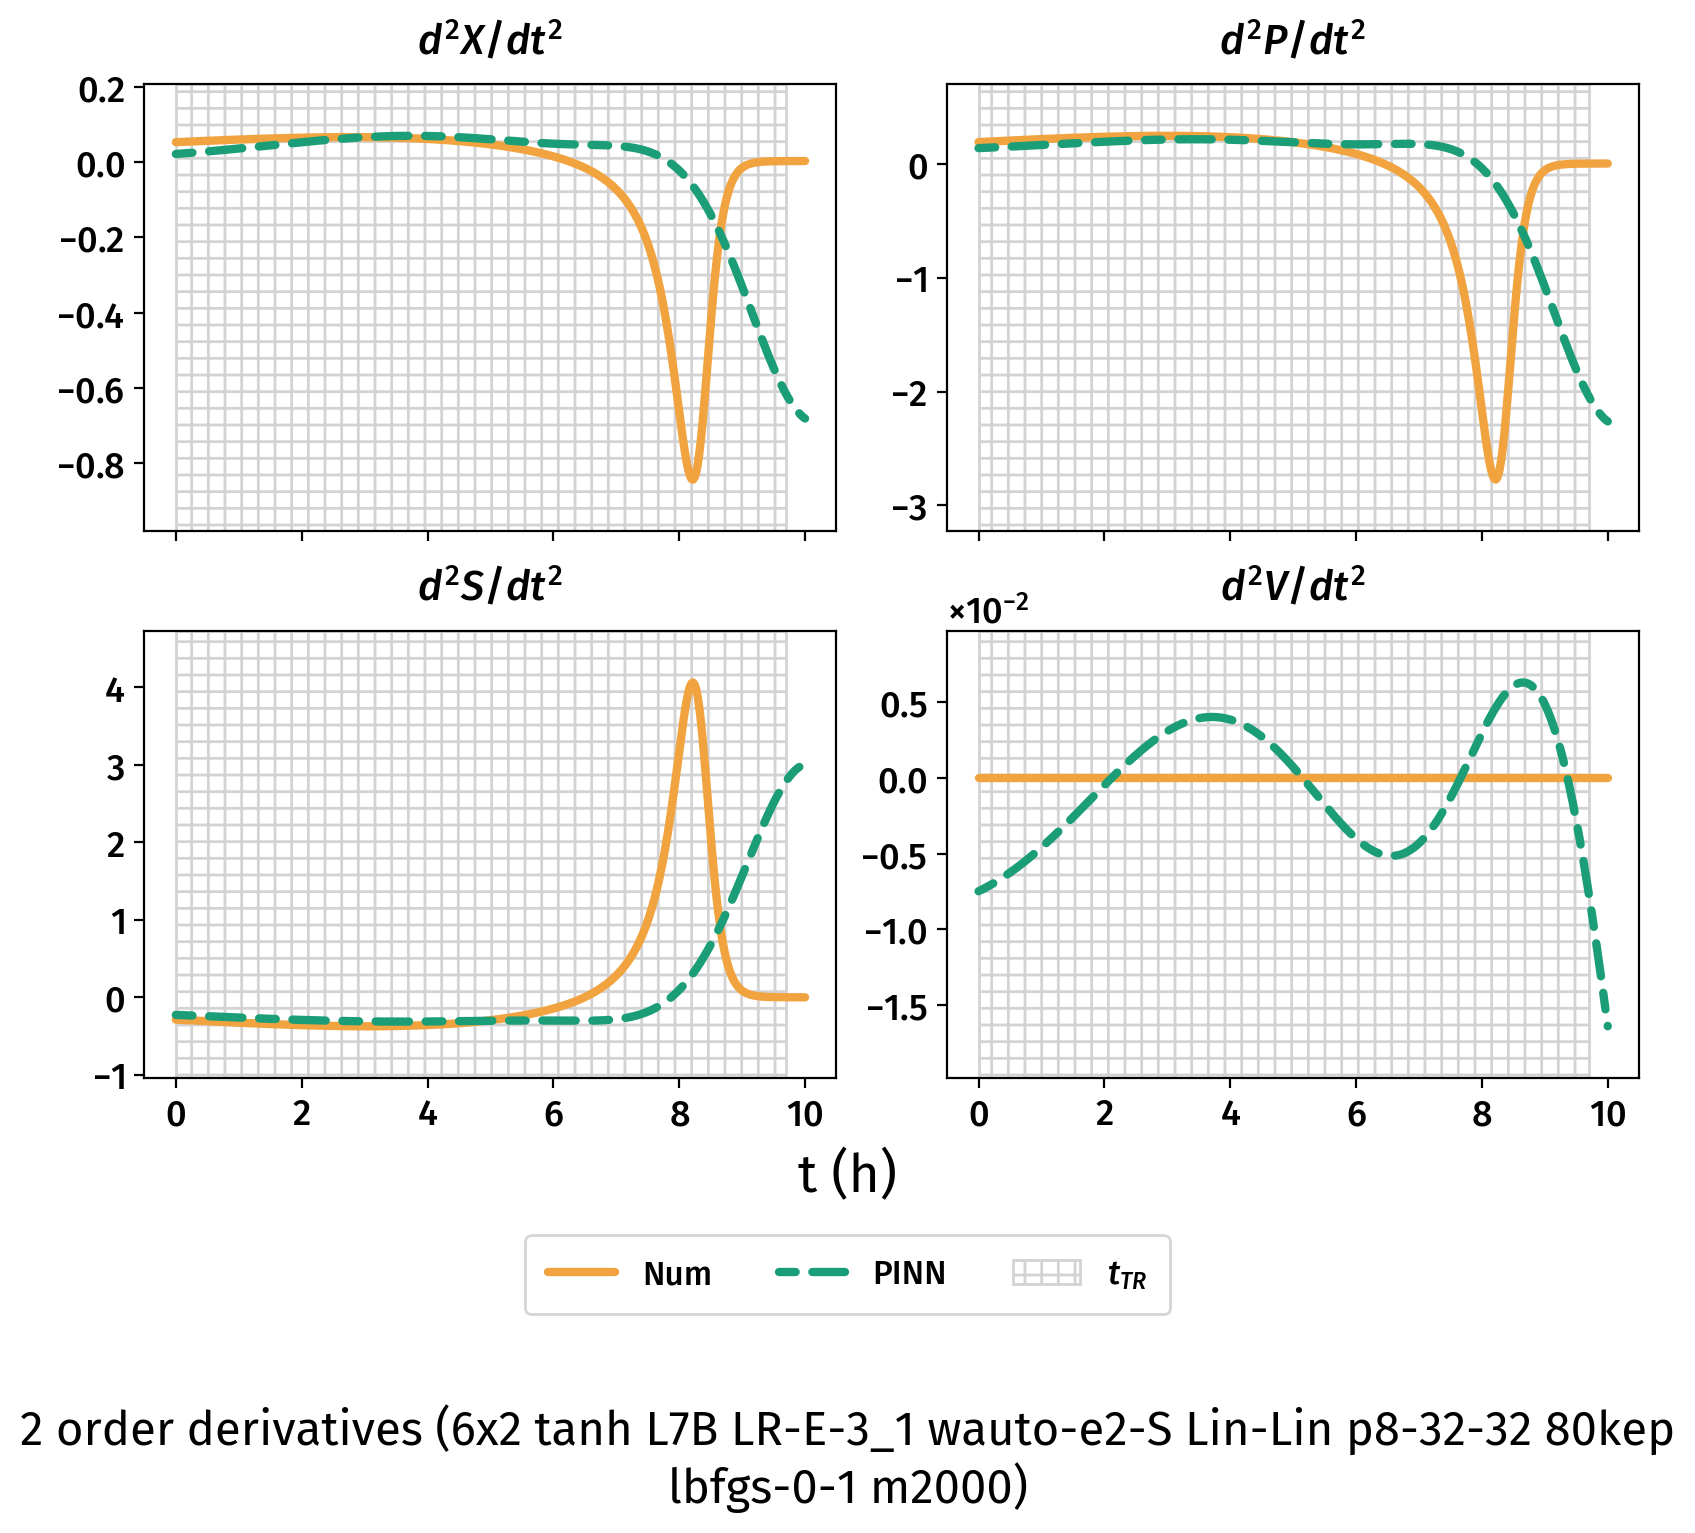 d²X/dt²
d²P/dt²
0.2
0.0
−0.2
−0.4
−0.6
−0.8
0
−1
−2
−3
d²S/dt²
d²V/dt²
×10⁻²
4
3
2
1
0
−1
0.5
0.0
−0.5
−1.0
−1.5
0 2 4 6 8 10
0 2 4 6 8 10
t (h)
Num PINN t_TR
2 order derivatives (6x2 tanh L7B LR-E-3_1 wauto-e2-S Lin-Lin p8-32-32 80kep
lbfgs-0-1 m2000)